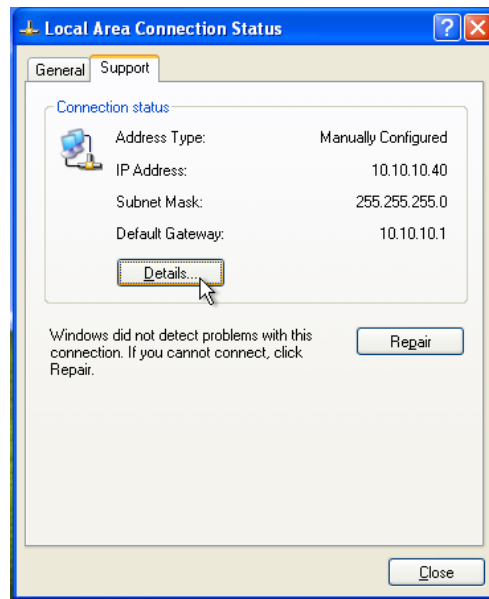 Local Area Connection Status
General Support
Connection status
Address Type: Manually Configured
IP Address: 10.10.10.40
Subnet Mask: 255.255.255.0
Default Gateway: 10.10.10.1
Details...
Windows did not detect problems with this
connection. If you cannot connect, click
Repair.
Repair
Close